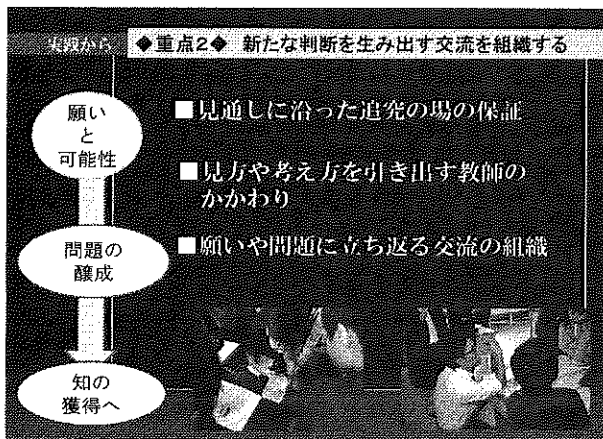 実践から
◆重点2◆ 新たな判断を生み出す交流を組織する
願い
と
可能性
■見通しに沿った追究の場の保証
■見方や考え方を引き出す教師の
かかわり
問題の
醸成
■願いや問題に立ち返る交流の組織
知の
獲得へ